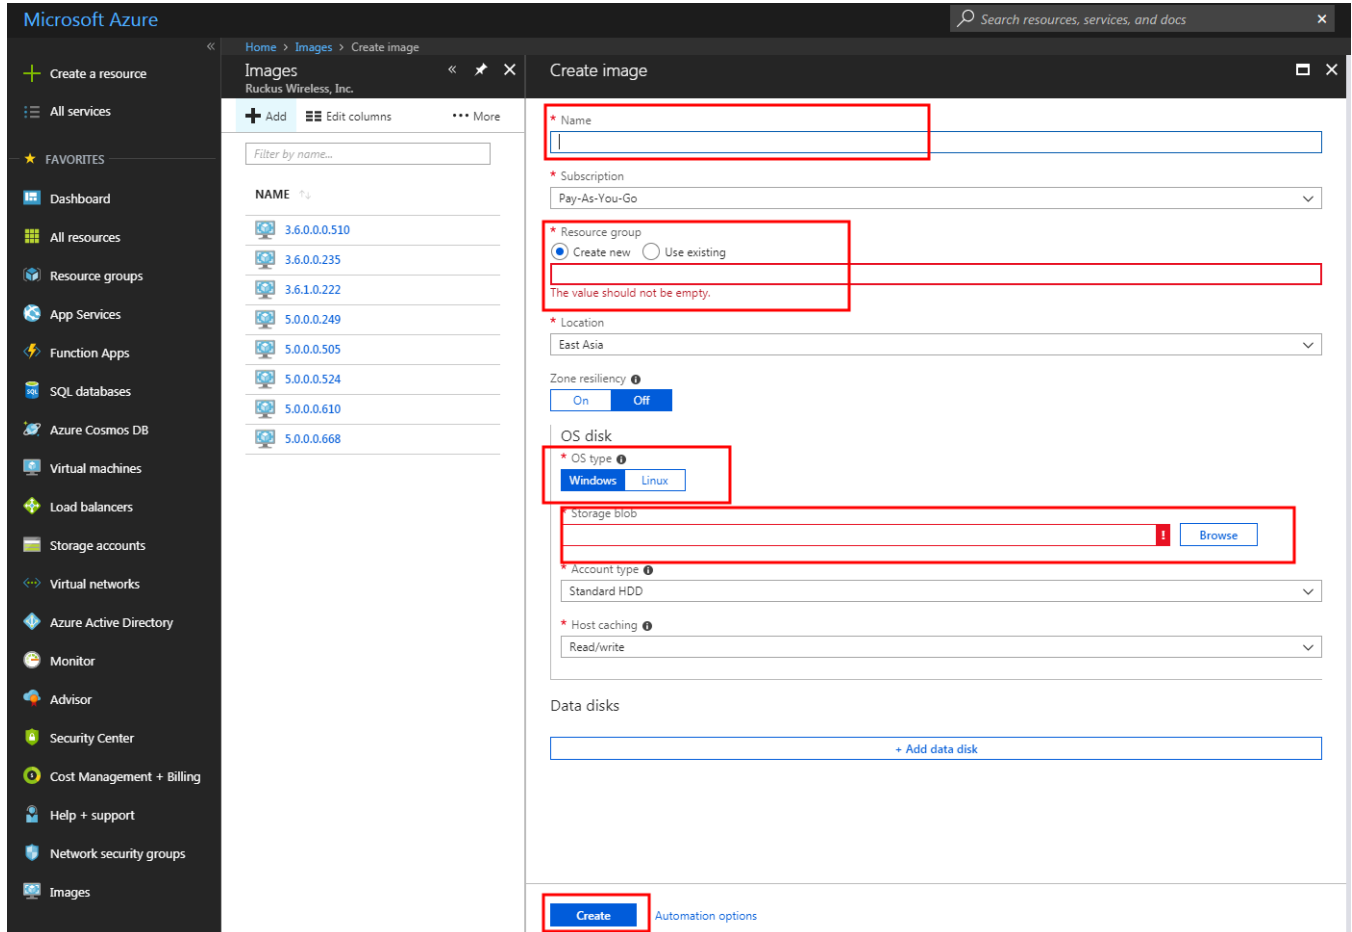 Microsoft Azure
Search resources, services, and docs
Home > Images > Create image
Create a resource
All services
FAVORITES
Dashboard
All resources
Resource groups
App Services
Function Apps
SQL databases
Azure Cosmos DB
Virtual machines
Load balancers
Storage accounts
Virtual networks
Azure Active Directory
Monitor
Advisor
Security Center
Cost Management + Billing
Help + support
Network security groups
Images
Images
Ruckus Wireless, Inc.
Add Edit columns ••• More
Filter by name...
NAME
3.6.0.0.0.510
3.6.0.0.235
3.6.1.0.222
5.0.0.0.249
5.0.0.0.505
5.0.0.0.524
5.0.0.0.610
5.0.0.0.668
Create image
* Name
* Subscription
Pay-As-You-Go
* Resource group
Create new Use existing
The value should not be empty.
* Location
East Asia
Zone resiliency
On Off
OS disk
* OS type
Windows Linux
* Storage blob
! Browse
* Account type
Standard HDD
* Host caching
Read/write
Data disks
+ Add data disk
Create Automation options